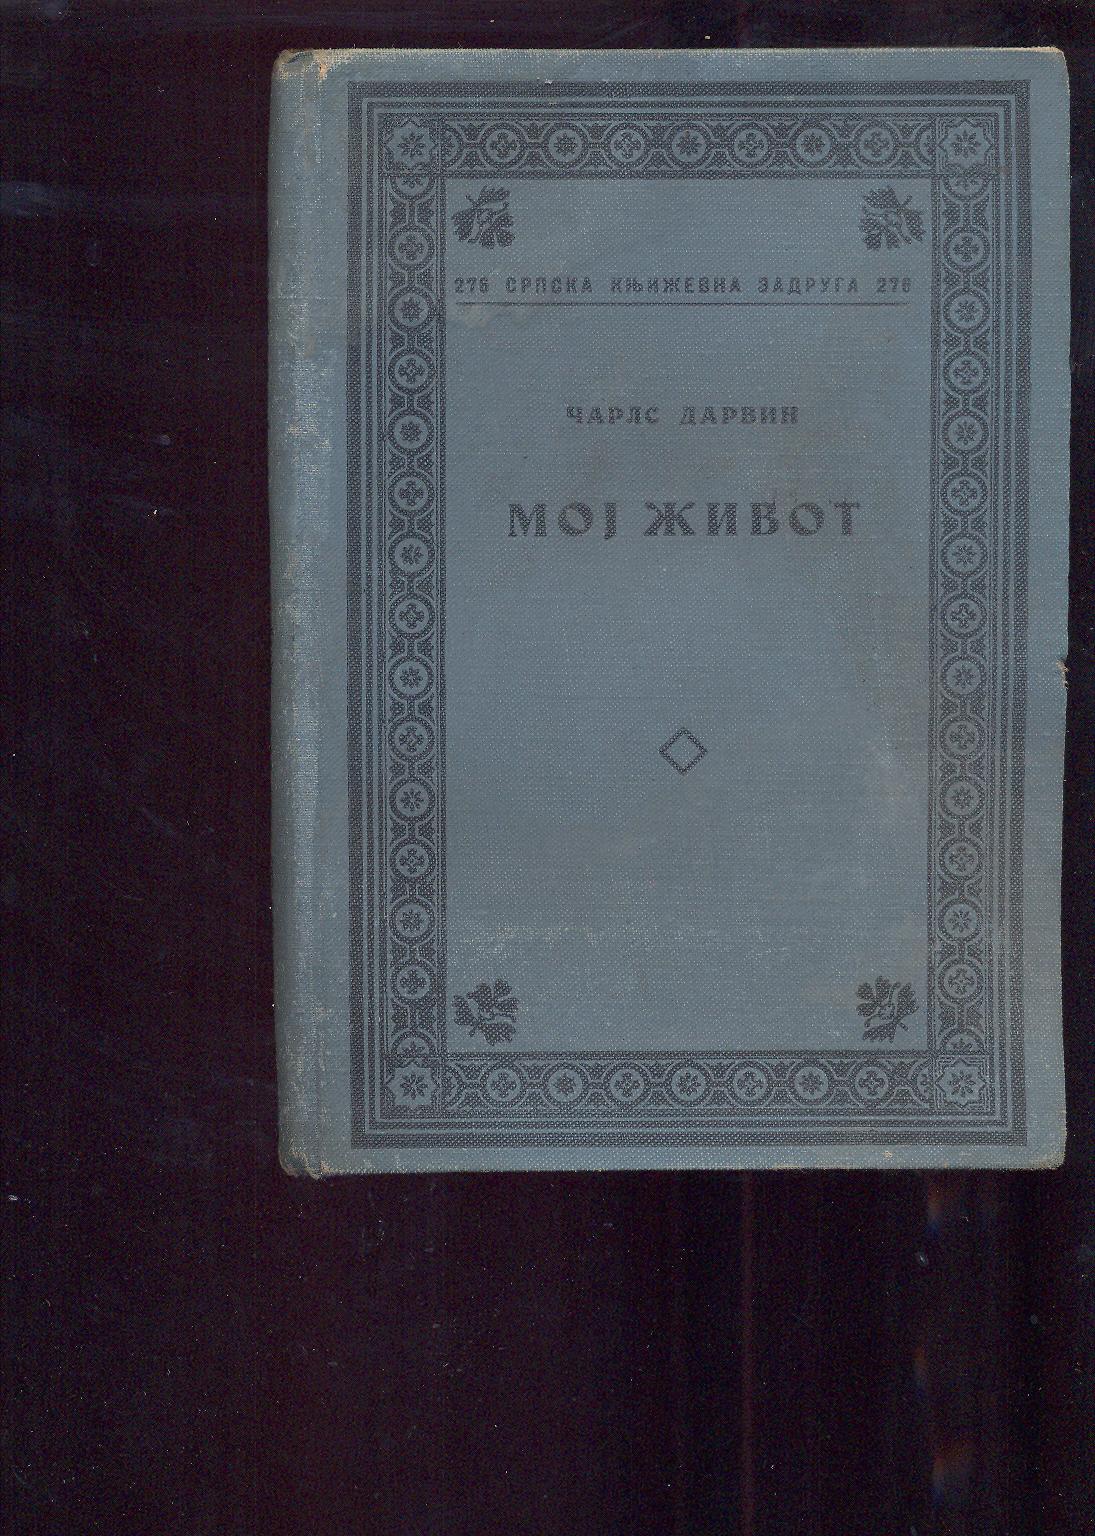 276 СРПСКА КЊИЖЕВНА ЗАДРУГА 276
ЧАРЛС ДАРВИН
МОЈ ЖИВОТ